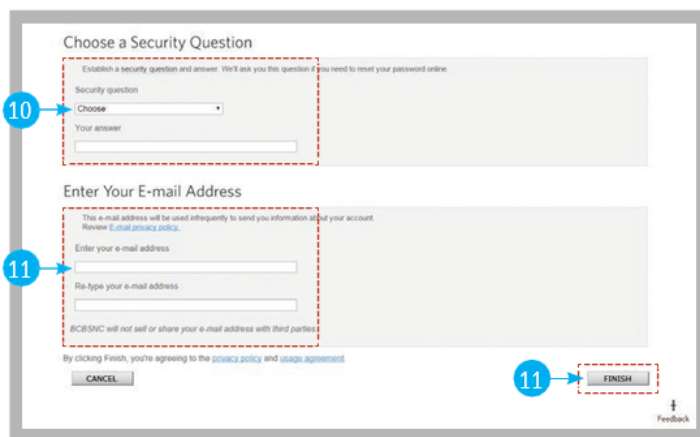 Choose a Security Question
Establish a security question and answer. We'll ask you this question if you need to reset your password online.
Security question
10
Choose
Your answer
Enter Your E-mail Address
This e-mail address will be used infrequently to send you information about your account.
Review E-mail privacy policy.
Enter your e-mail address
11
Re-type your e-mail address
BCBSNC will not sell or share your e-mail address with third parties.
By clicking Finish, you're agreeing to the privacy policy and usage agreement.
CANCEL
11
FINISH
Feedback